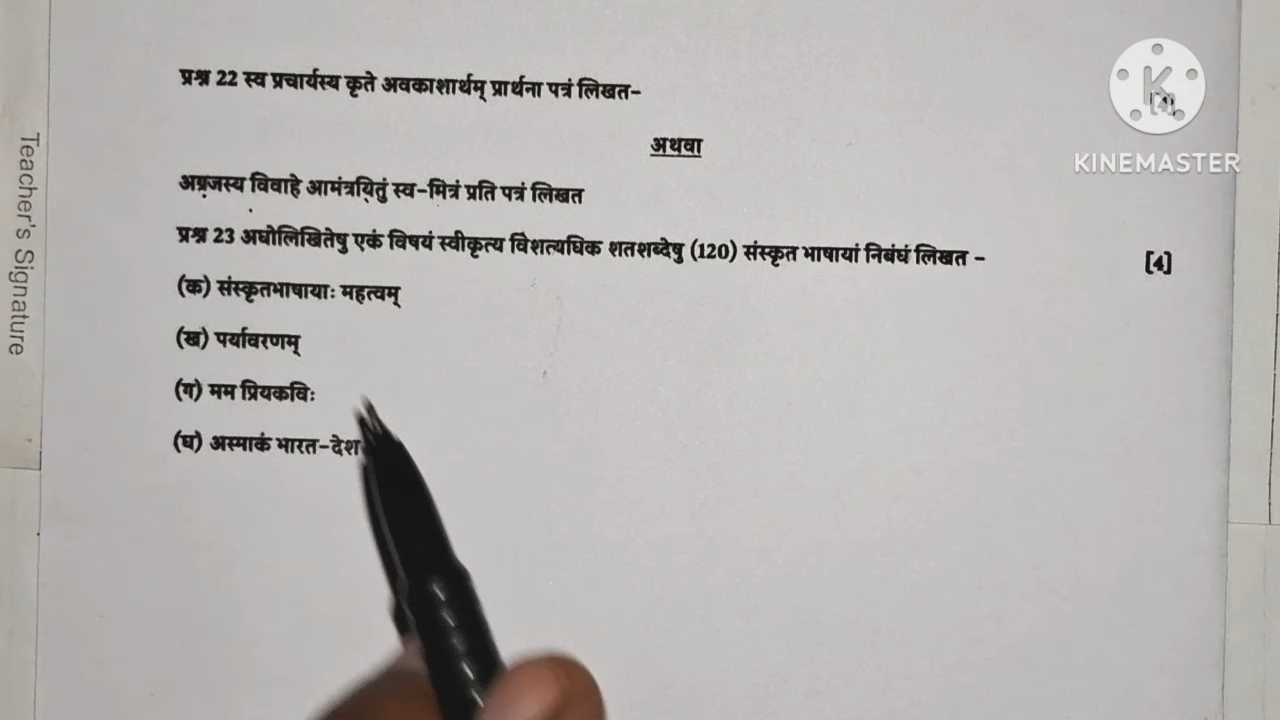 Teacher's Signature
प्रश्न 22 स्व प्रचार्यस्य कृते अवकाशार्थम् प्रार्थना पत्रं लिखत-
[4]
KINEMASTER
अथवा
अग्रजस्य विवाहे आमंत्रयितुं स्व-मित्रं प्रति पत्रं लिखत
प्रश्न 23 अधोलिखितेषु एकं विषयं स्वीकृत्य विंशत्यधिक शतशब्देषु (120) संस्कृत भाषायां निबंधं लिखत - [4]
(क) संस्कृतभाषायाः महत्वम्
(ख) पर्यावरणम्
(ग) मम प्रियकविः
(घ) अस्माकं भारत-देश